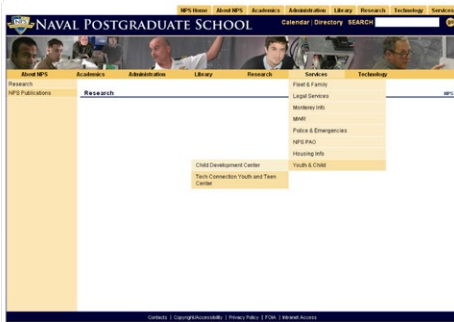 NPS Home About NPS Academics Administration Library Research Technology Services
NPS NAVAL POSTGRADUATE SCHOOL
Calendar | Directory SEARCH
About NPS Academics Administration Library Research Services Technology
Research
NPS Publications
Research
NPS
Fleet & Family
Legal Services
Monterey Info
MWR
Police & Emergencies
NPS PAO
Housing Info
Youth & Child
Child Development Center
Tech Connection Youth and Teen
Center
Contacts | Copyright/Accessibility | Privacy Policy | FOIA | Intranet Access